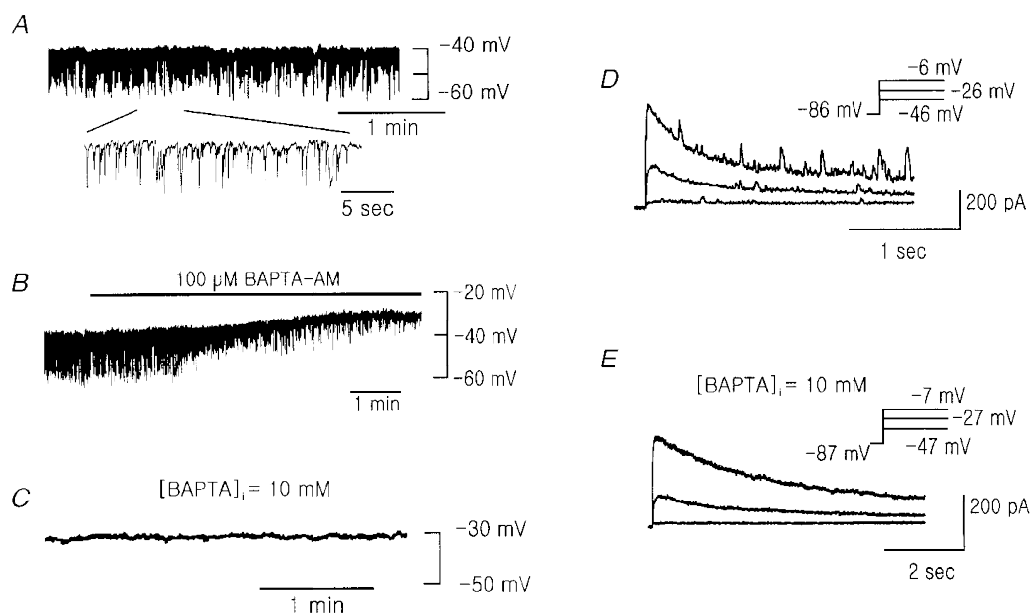 A
-40 mV
-60 mV
1 min
5 sec
B
100 µM BAPTA-AM
-20 mV
-40 mV
-60 mV
1 min
C
[BAPTA]i= 10 mM
-30 mV
-50 mV
1 min
D
-6 mV
-26 mV
-86 mV
-46 mV
200 pA
1 sec
E
[BAPTA]i= 10 mM
-7 mV
-27 mV
-87 mV
-47 mV
200 pA
2 sec